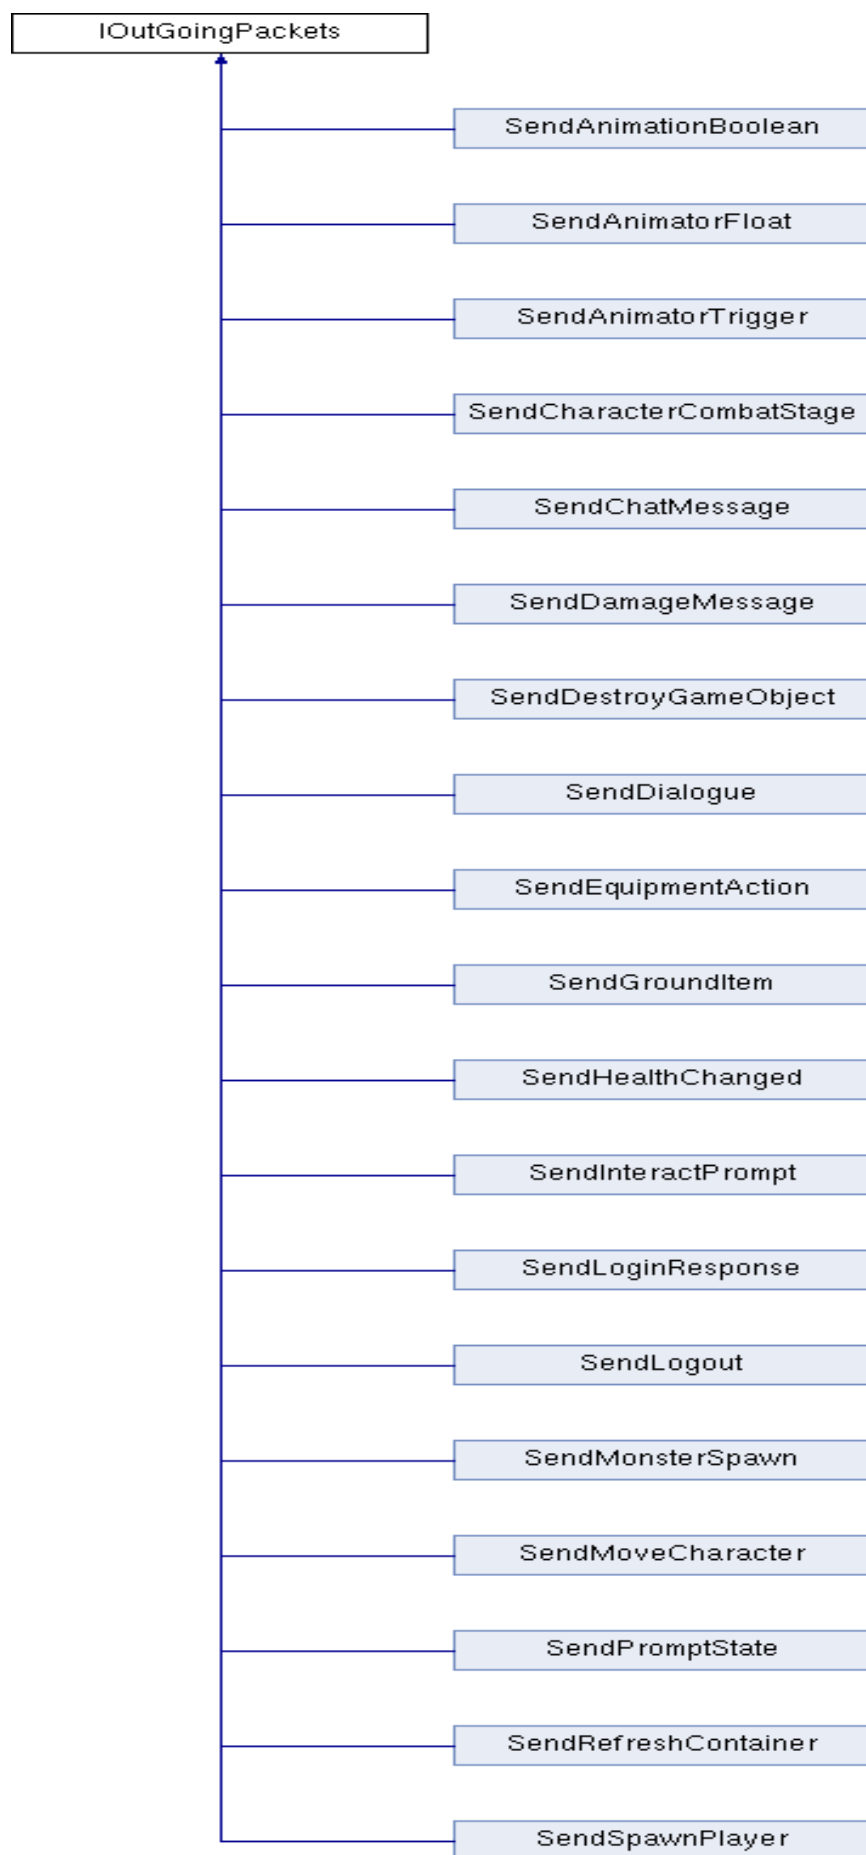 IOutGoingPackets
SendAnimationBoolean
SendAnimatorFloat
SendAnimatorTrigger
SendCharacterCombatStage
SendChatMessage
SendDamageMessage
SendDestroyGameObject
SendDialogue
SendEquipmentAction
SendGroundItem
SendHealthChanged
SendInteractPrompt
SendLoginResponse
SendLogout
SendMonsterSpawn
SendMoveCharacter
SendPromptState
SendRefreshContainer
SendSpawnPlayer